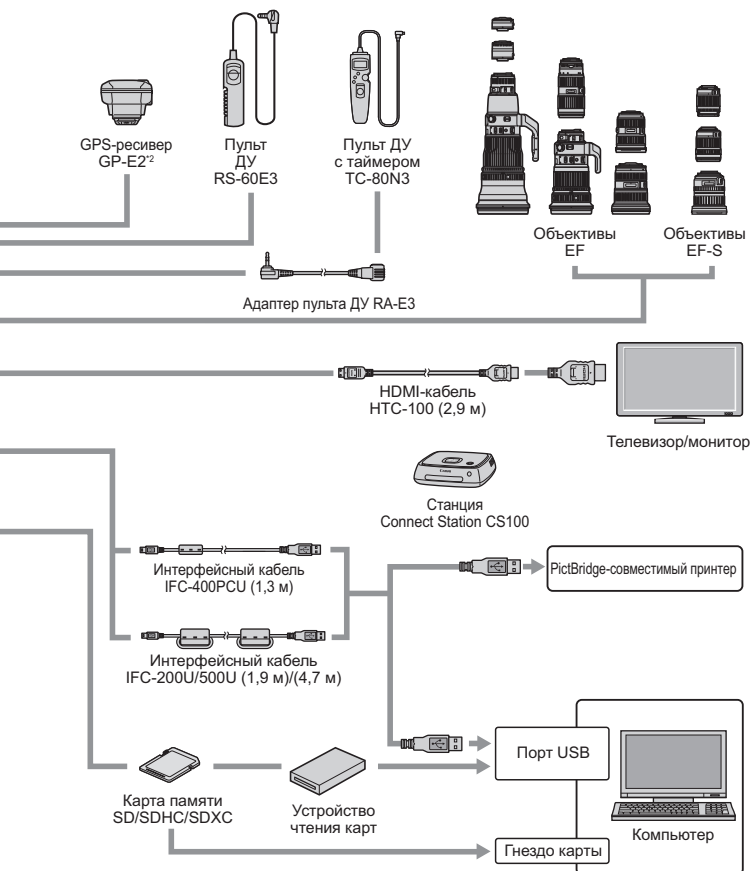 GPS-ресивер
GP-E2*2
Пульт
ДУ
RS-60E3
Пульт ДУ
с таймером
TC-80N3
Объективы
EF
Объективы
EF-S
Адаптер пульта ДУ RA-E3
HDMI-кабель
HTC-100 (2,9 м)
Телевизор/монитор
Canon
Станция
Connect Station CS100
Интерфейсный кабель
IFC-400PCU (1,3 м)
PictBridge-совместимый принтер
Интерфейсный кабель
IFC-200U/500U (1,9 м)/(4,7 м)
Порт USB
Карта памяти
SD/SDHC/SDXC
Устройство
чтения карт
Компьютер
Гнездо карты